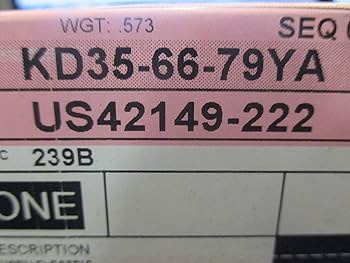 WGT: .573 SEQ
KD35-66-79YA
US42149-222
C 239B
ONE
ESCRIPTION